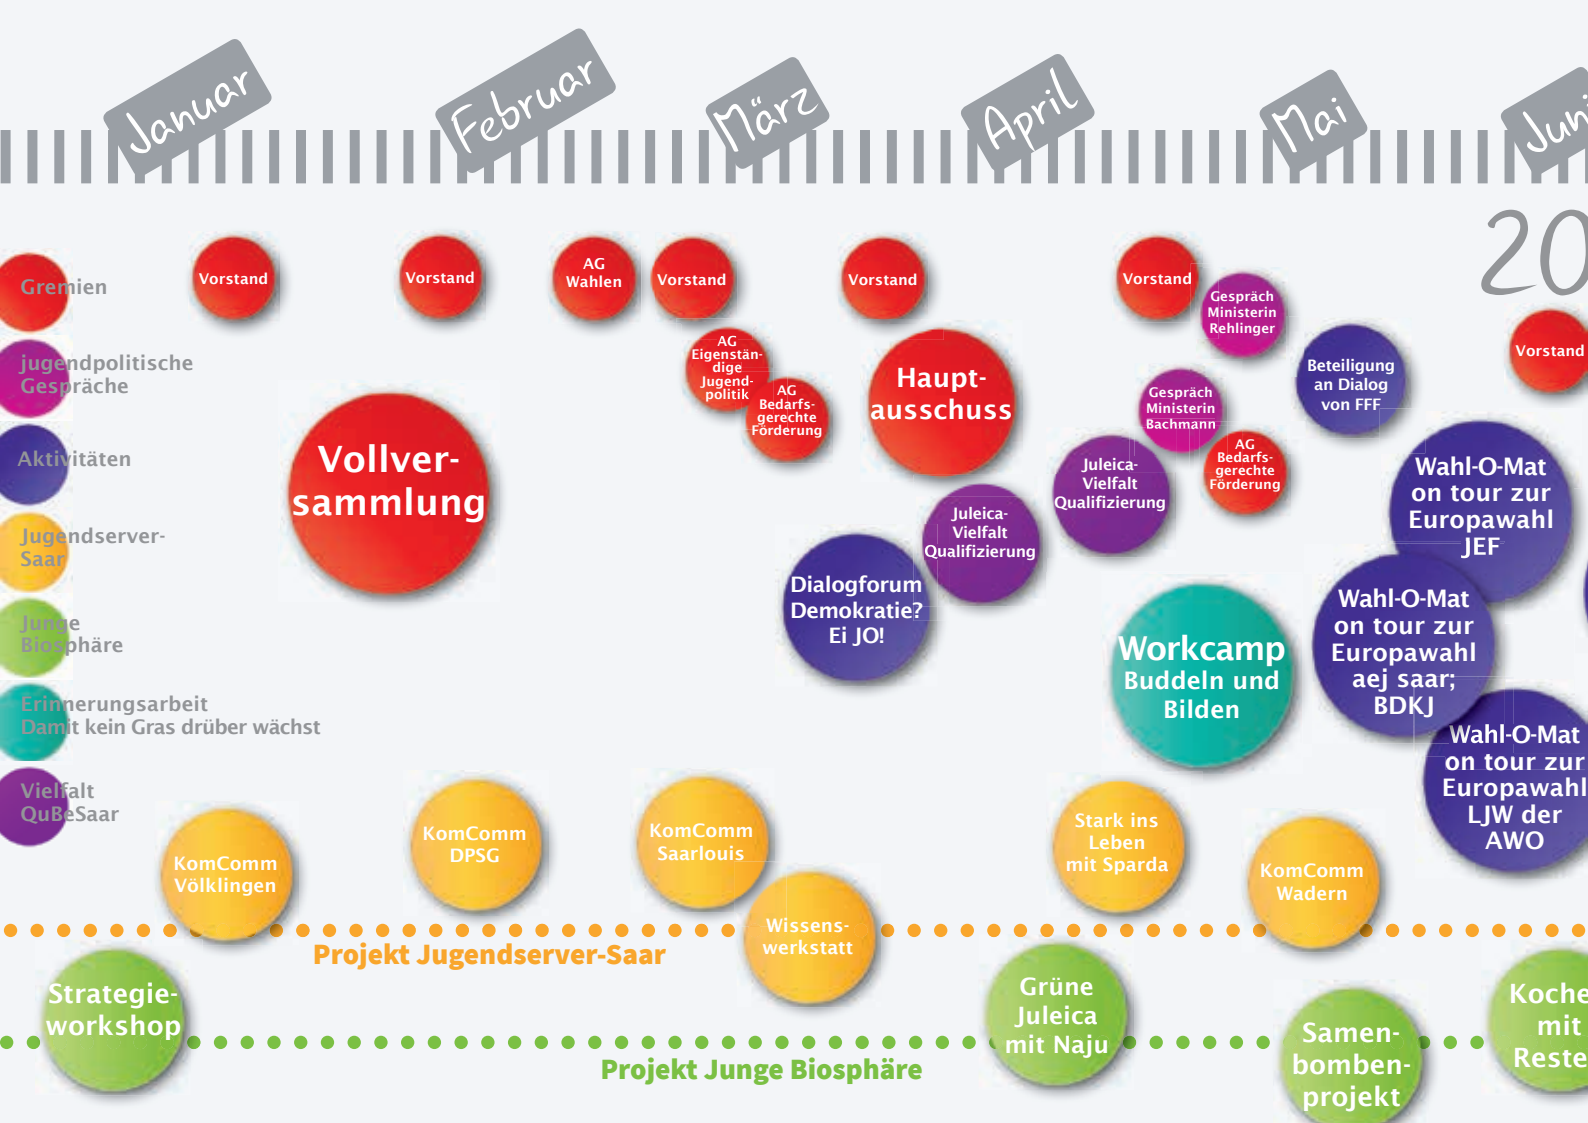 Januar
Februar
März
April
Mai
Juni
20
Gremien
jugendpolitische
Gespräche
Aktivitäten
Jugendserver-
Saar
Junge
Biosphäre
Erinnerungsarbeit
Damit kein Gras drüber wächst
Vielfalt
QuBeSaar
Vorstand
Vorstand
AG
Wahlen
Vorstand
Vorstand
Vorstand
Gespräch
Ministerin
Rehlinger
Vorstand
AG
Eigenstän-
dige
Jugend-
politik
AG
Bedarfs-
gerechte
Förderung
Haupt-
ausschuss
Gespräch
Ministerin
Bachmann
Beteiligung
an Dialog
von FFF
Vollver-
sammlung
Juleica-
Vielfalt
Qualifizierung
AG
Bedarfs-
gerechte
Förderung
Juleica-
Vielfalt
Qualifizierung
Wahl-O-Mat
on tour zur
Europawahl
JEF
Dialogforum
Demokratie?
Ei JO!
Workcamp
Buddeln und
Bilden
Wahl-O-Mat
on tour zur
Europawahl
aej saar;
BDKJ
Wahl-O-Mat
on tour zur
Europawahl
LJW der
AWO
KomComm
Völklingen
KomComm
DPSG
KomComm
Saarlouis
Wissens-
werkstatt
Stark ins
Leben
mit Sparda
KomComm
Wadern
Projekt Jugendserver-Saar
Strategie-
workshop
Grüne
Juleica
mit Naju
Samen-
bomben-
projekt
Koche
mit
Reste
Projekt Junge Biosphäre